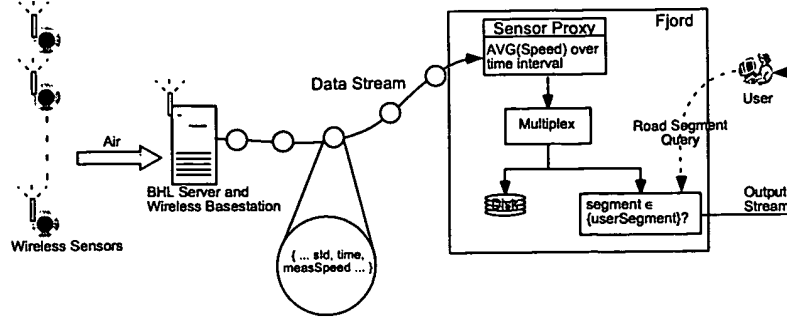 Fjord
Sensor Proxy
AVG(Speed) over
time interval
Data Stream
User
Multiplex
Air
Road Segment
Query
BHL Server and
Wireless Basestation
Disk
segment ∈
{userSegment}?
Output
Stream
Wireless Sensors
{ ... sId, time,
measSpeed ... }